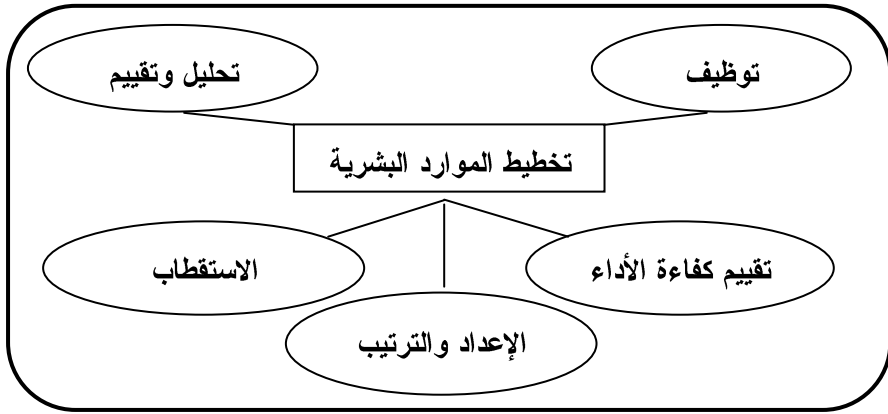 توظيف
تحليل وتقييم
تخطيط الموارد البشرية
تقييم كفاءة الأداء
الاستقطاب
الإعداد والترتيب